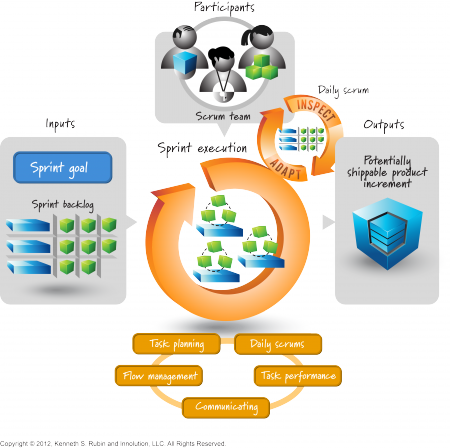 Participants
Scrum team
Daily scrum
INSPECT
ADAPT
Inputs
Sprint goal
Sprint backlog
Sprint execution
Outputs
Potentially
shippable product
increment
Task planning
Daily scrums
Flow management
Task performance
Communicating
Copyright © 2012, Kenneth S. Rubin and Innolution, LLC. All Rights Reserved.